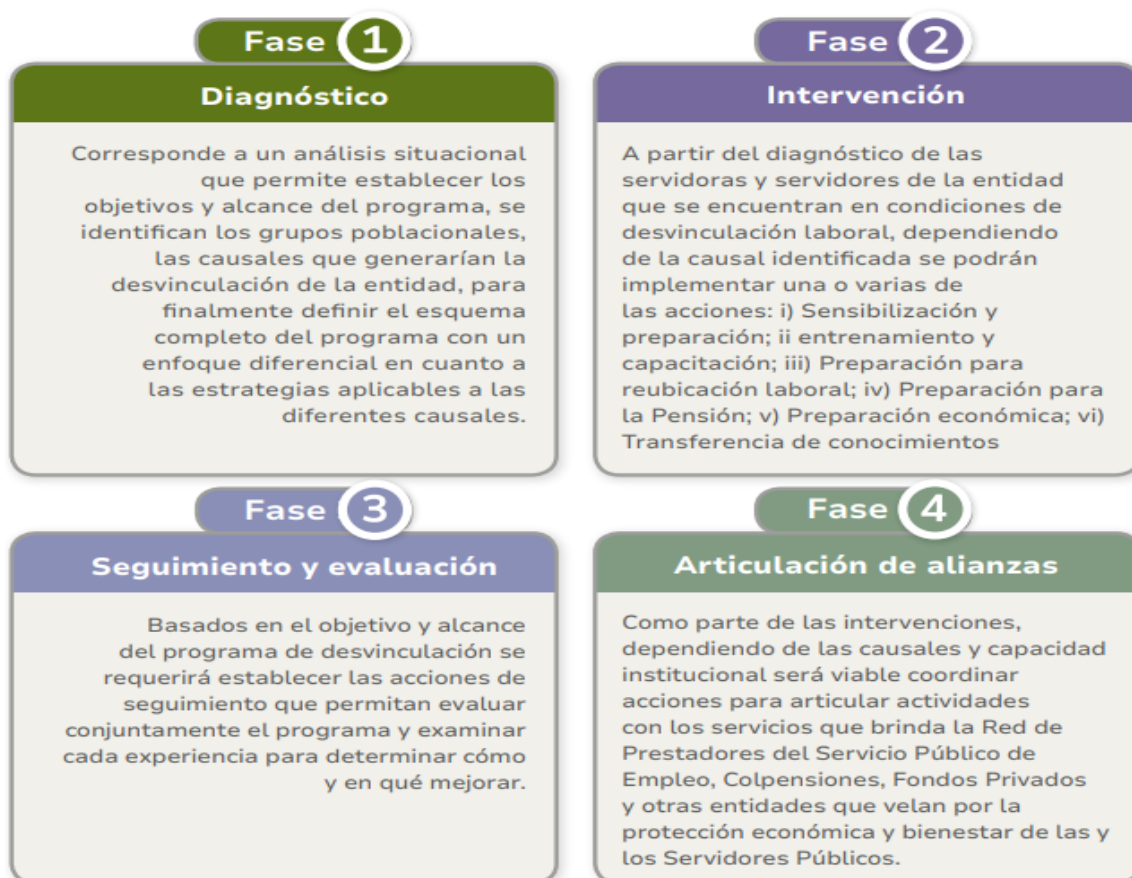 Fase 1
Diagnóstico
Corresponde a un análisis situacional
que permite establecer los
objetivos y alcance del programa, se
identifican los grupos poblacionales,
las causales que generarían la
desvinculación de la entidad, para
finalmente definir el esquema
completo del programa con un
enfoque diferencial en cuanto a
las estrategias aplicables a las
diferentes causales.
Fase 2
Intervención
A partir del diagnóstico de las
servidoras y servidores de la entidad
que se encuentran en condiciones de
desvinculación laboral, dependiendo
de la causal identificada se podrán
implementar una o varias de
las acciones: i) Sensibilización y
preparación; ii entrenamiento y
capacitación; iii) Preparación para
reubicación laboral; iv) Preparación para
la Pensión; v) Preparación económica; vi)
Transferencia de conocimientos
Fase 3
Seguimiento y evaluación
Basados en el objetivo y alcance
del programa de desvinculación se
requerirá establecer las acciones de
seguimiento que permitan evaluar
conjuntamente el programa y examinar
cada experiencia para determinar cómo
y en qué mejorar.
Fase 4
Articulación de alianzas
Como parte de las intervenciones,
dependiendo de las causales y capacidad
institucional será viable coordinar
acciones para articular actividades
con los servicios que brinda la Red de
Prestadores del Servicio Público de
Empleo, Colpensiones, Fondos Privados
y otras entidades que velan por la
protección económica y bienestar de las y
los Servidores Públicos.